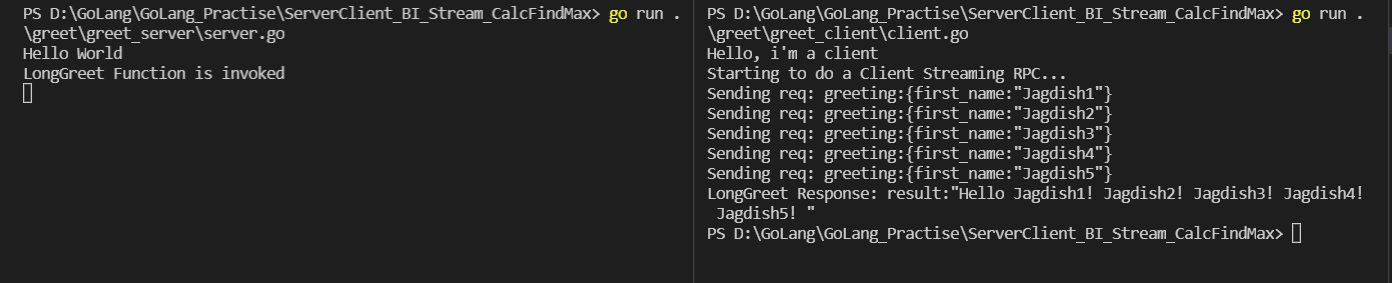 PS D:\GoLang\GoLang_Practise\ServerClient_BI_Stream_CalcFindMax> go run .
\greet\greet_server\server.go
Hello World
LongGreet Function is invoked
PS D:\GoLang\GoLang_Practise\ServerClient_BI_Stream_CalcFindMax> go run .
\greet\greet_client\client.go
Hello, i'm a client
Starting to do a Client Streaming RPC...
Sending req: greeting:{first_name:"Jagdish1"}
Sending req: greeting:{first_name:"Jagdish2"}
Sending req: greeting:{first_name:"Jagdish3"}
Sending req: greeting:{first_name:"Jagdish4"}
Sending req: greeting:{first_name:"Jagdish5"}
LongGreet Response: result:"Hello Jagdish1! Jagdish2! Jagdish3! Jagdish4!
 Jagdish5! "
PS D:\GoLang\GoLang_Practise\ServerClient_BI_Stream_CalcFindMax>